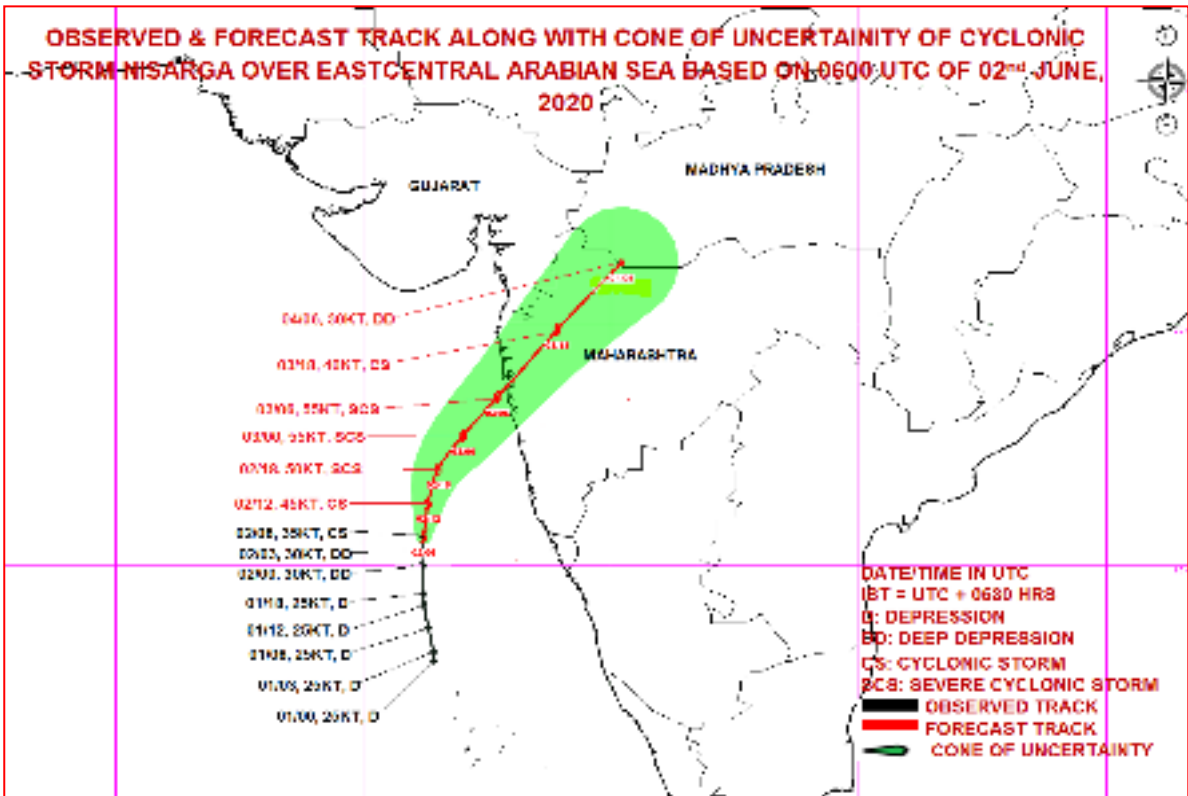 OBSERVED & FORECAST TRACK ALONG WITH CONE OF UNCERTAINITY OF CYCLONIC
STORM NISARGA OVER EASTCENTRAL ARABIAN SEA BASED ON 0600 UTC OF 02nd JUNE,
2020
MADHYA PRADESH
GUJARAT
04/06, 30KT, DD
MAHARASHTRA
03/18, 40KT, CS
03/06, 55KT, SCS
03/00, 55KT, SCS
02/18, 50KT, SCS
02/12, 45KT, CS
02/06, 35KT, CS
02/03, 30KT, DD
02/00, 30KT, DD
01/18, 25KT, D
01/12, 25KT, D
01/06, 25KT, D
01/03, 25KT, D
01/00, 25KT, D
DATE/TIME IN UTC
IST = UTC + 0530 HRS
D: DEPRESSION
DD: DEEP DEPRESSION
CS: CYCLONIC STORM
SCS: SEVERE CYCLONIC STORM
OBSERVED TRACK
FORECAST TRACK
CONE OF UNCERTAINTY